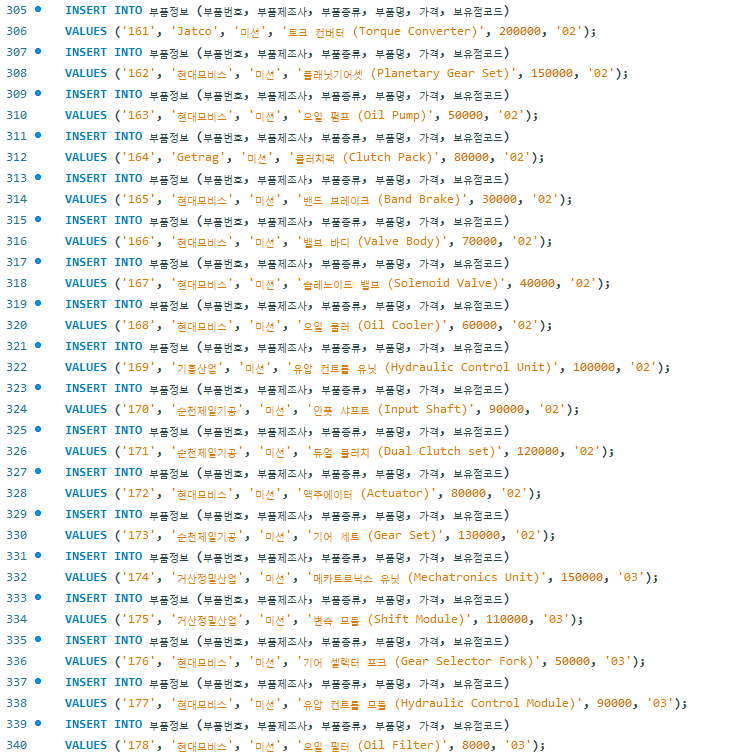 305 INSERT INTO 부품정보 (부품번호, 부품제조사, 부품종류, 부품명, 가격, 보유점코드)
306 VALUES ('161', 'Jatco', '미션', '토크 컨버터 (Torque Converter)', 200000, '02');
307 INSERT INTO 부품정보 (부품번호, 부품제조사, 부품종류, 부품명, 가격, 보유점코드)
308 VALUES ('162', '현대모비스', '미션', '플래닛기어셋 (Planetary Gear Set)', 150000, '02');
309 INSERT INTO 부품정보 (부품번호, 부품제조사, 부품종류, 부품명, 가격, 보유점코드)
310 VALUES ('163', '현대모비스', '미션', '오일 펌프 (Oil Pump)', 50000, '02');
311 INSERT INTO 부품정보 (부품번호, 부품제조사, 부품종류, 부품명, 가격, 보유점코드)
312 VALUES ('164', 'Getrag', '미션', '클러치팩 (Clutch Pack)', 80000, '02');
313 INSERT INTO 부품정보 (부품번호, 부품제조사, 부품종류, 부품명, 가격, 보유점코드)
314 VALUES ('165', '현대모비스', '미션', '밴드 브레이크 (Band Brake)', 30000, '02');
315 INSERT INTO 부품정보 (부품번호, 부품제조사, 부품종류, 부품명, 가격, 보유점코드)
316 VALUES ('166', '현대모비스', '미션', '밸브 바디 (Valve Body)', 70000, '02');
317 INSERT INTO 부품정보 (부품번호, 부품제조사, 부품종류, 부품명, 가격, 보유점코드)
318 VALUES ('167', '현대모비스', '미션', '솔레노이드 밸브 (Solenoid Valve)', 40000, '02');
319 INSERT INTO 부품정보 (부품번호, 부품제조사, 부품종류, 부품명, 가격, 보유점코드)
320 VALUES ('168', '현대모비스', '미션', '오일 쿨러 (Oil Cooler)', 60000, '02');
321 INSERT INTO 부품정보 (부품번호, 부품제조사, 부품종류, 부품명, 가격, 보유점코드)
322 VALUES ('169', '기흥산업', '미션', '유압 컨트롤 유닛 (Hydraulic Control Unit)', 100000, '02');
323 INSERT INTO 부품정보 (부품번호, 부품제조사, 부품종류, 부품명, 가격, 보유점코드)
324 VALUES ('170', '순천제일기공', '미션', '인풋 샤프트 (Input Shaft)', 90000, '02');
325 INSERT INTO 부품정보 (부품번호, 부품제조사, 부품종류, 부품명, 가격, 보유점코드)
326 VALUES ('171', '순천제일기공', '미션', '듀얼 클러치 (Dual Clutch set)', 120000, '02');
327 INSERT INTO 부품정보 (부품번호, 부품제조사, 부품종류, 부품명, 가격, 보유점코드)
328 VALUES ('172', '현대모비스', '미션', '액추에이터 (Actuator)', 80000, '02');
329 INSERT INTO 부품정보 (부품번호, 부품제조사, 부품종류, 부품명, 가격, 보유점코드)
330 VALUES ('173', '순천제일기공', '미션', '기어 세트 (Gear Set)', 130000, '02');
331 INSERT INTO 부품정보 (부품번호, 부품제조사, 부품종류, 부품명, 가격, 보유점코드)
332 VALUES ('174', '거산정밀산업', '미션', '메카트로닉스 유닛 (Mechatronics Unit)', 150000, '03');
333 INSERT INTO 부품정보 (부품번호, 부품제조사, 부품종류, 부품명, 가격, 보유점코드)
334 VALUES ('175', '거산정밀산업', '미션', '변속 모듈 (Shift Module)', 110000, '03');
335 INSERT INTO 부품정보 (부품번호, 부품제조사, 부품종류, 부품명, 가격, 보유점코드)
336 VALUES ('176', '현대모비스', '미션', '기어 셀렉터 포크 (Gear Selector Fork)', 50000, '03');
337 INSERT INTO 부품정보 (부품번호, 부품제조사, 부품종류, 부품명, 가격, 보유점코드)
338 VALUES ('177', '현대모비스', '미션', '유압 컨트롤 모듈 (Hydraulic Control Module)', 90000, '03');
339 INSERT INTO 부품정보 (부품번호, 부품제조사, 부품종류, 부품명, 가격, 보유점코드)
340 VALUES ('178', '현대모비스', '미션', '오일 필터 (Oil Filter)', 8000, '03');